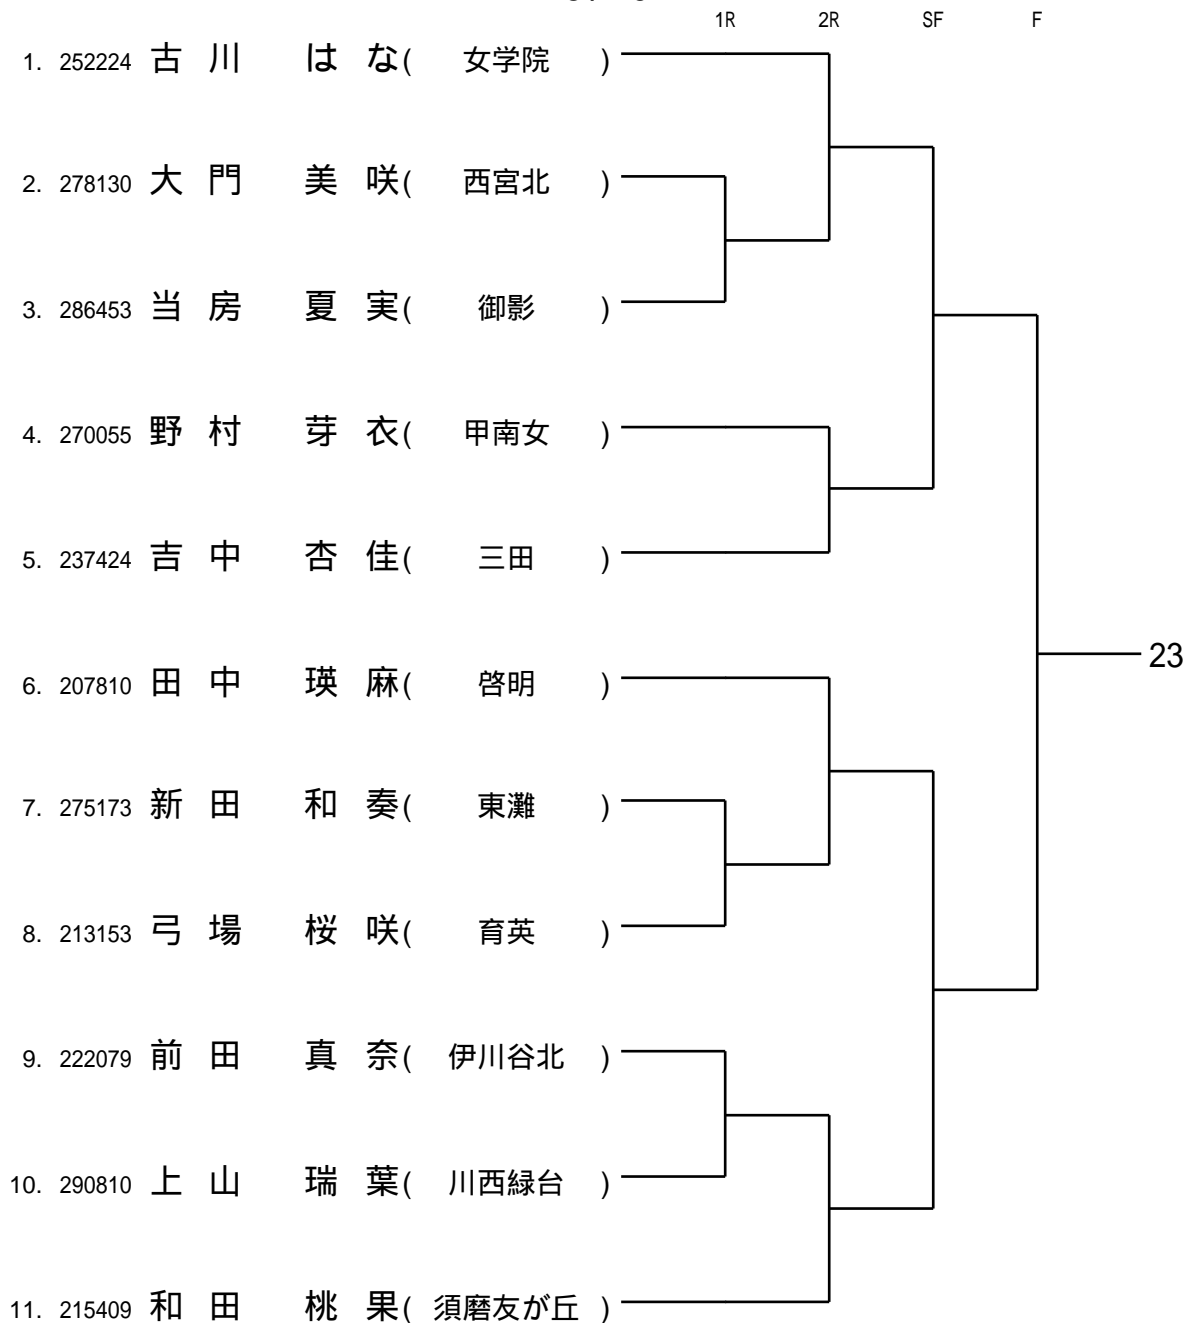 1R 2R SF F
1. 252224 古川 はな( 女学院 )
2. 278130 大門 美咲( 西宮北 )
3. 286453 当房 夏実( 御影 )
4. 270055 野村 芽衣( 甲南女 )
5. 237424 吉中 杏佳( 三田 )
23
6. 207810 田中 瑛麻( 啓明 )
7. 275173 新田 和奏( 東灘 )
8. 213153 弓場 桜咲( 育英 )
9. 222079 前田 真奈( 伊川谷北 )
10. 290810 上山 瑞葉( 川西緑台 )
11. 215409 和田 桃果( 須磨友が丘 )